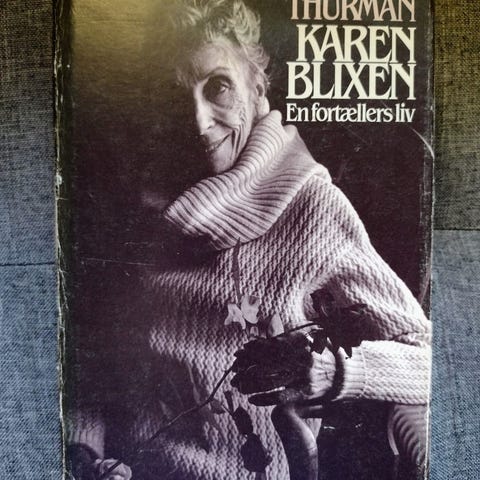 THURMAN
KAREN
BLIXEN
En fortællers liv